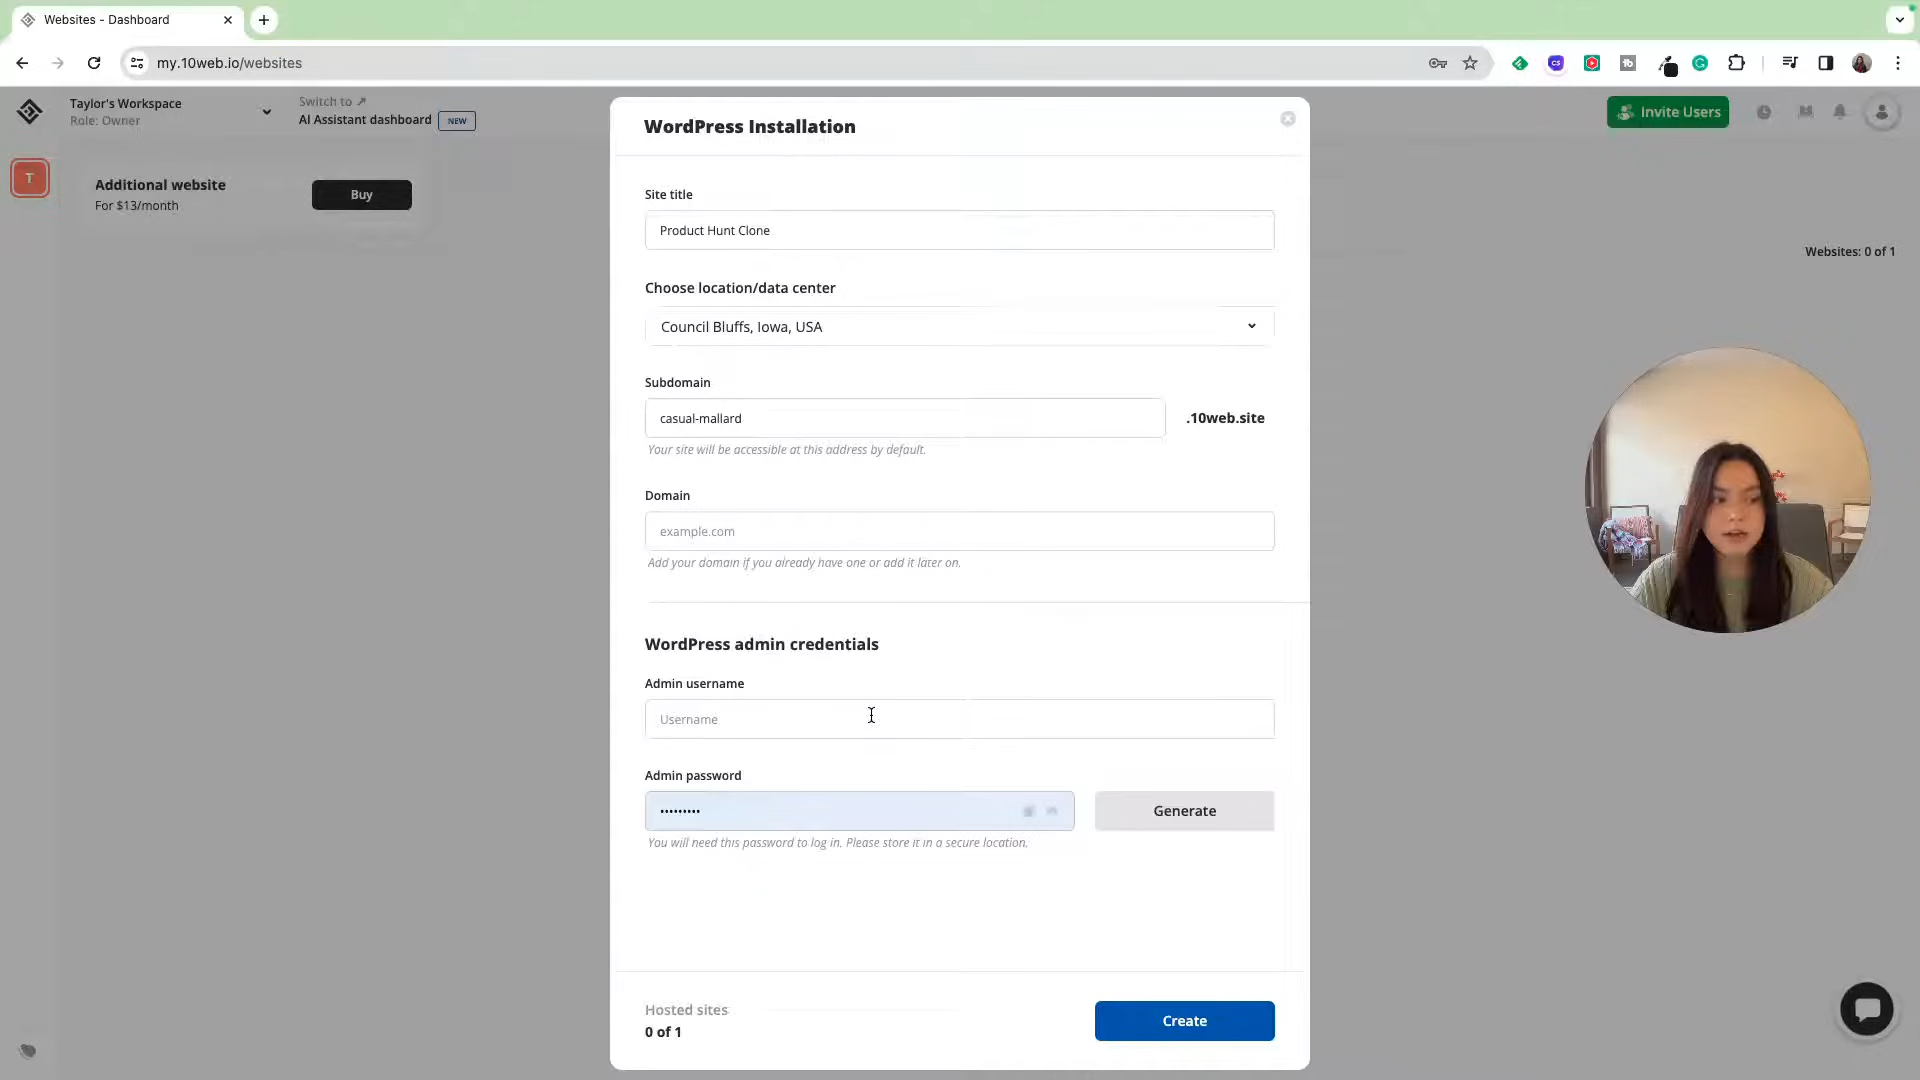 Websites - Dashboard
my.10web.io/websites
Taylor's Workspace
Role: Owner
Switch to ↗
AI Assistant dashboard NEW
Invite Users
T
Additional website
For $13/month
Buy
Websites: 0 of 1
WordPress Installation
Site title
Product Hunt Clone
Choose location/data center
Council Bluffs, Iowa, USA
Subdomain
casual-mallard .10web.site
Your site will be accessible at this address by default.
Domain
example.com
Add your domain if you already have one or add it later on.
WordPress admin credentials
Admin username
Username
Admin password
•••••••••
Generate
You will need this password to log in. Please store it in a secure location.
Hosted sites
0 of 1
Create